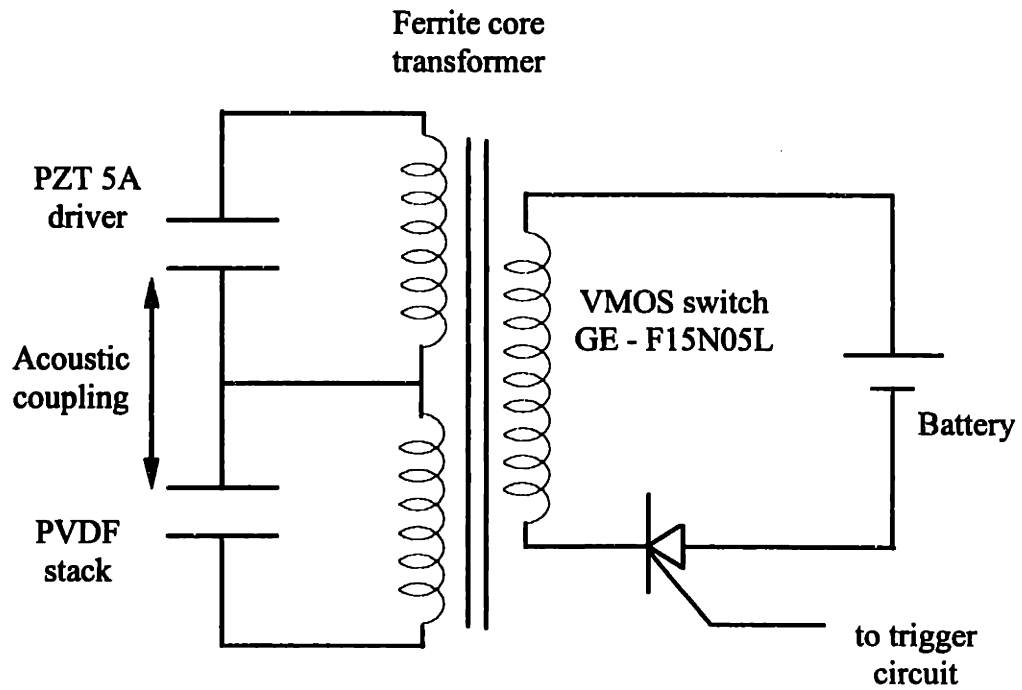 Ferrite core
transformer
PZT 5A
driver
VMOS switch
GE - F15N05L
Acoustic
coupling
Battery
PVDF
stack
to trigger
circuit